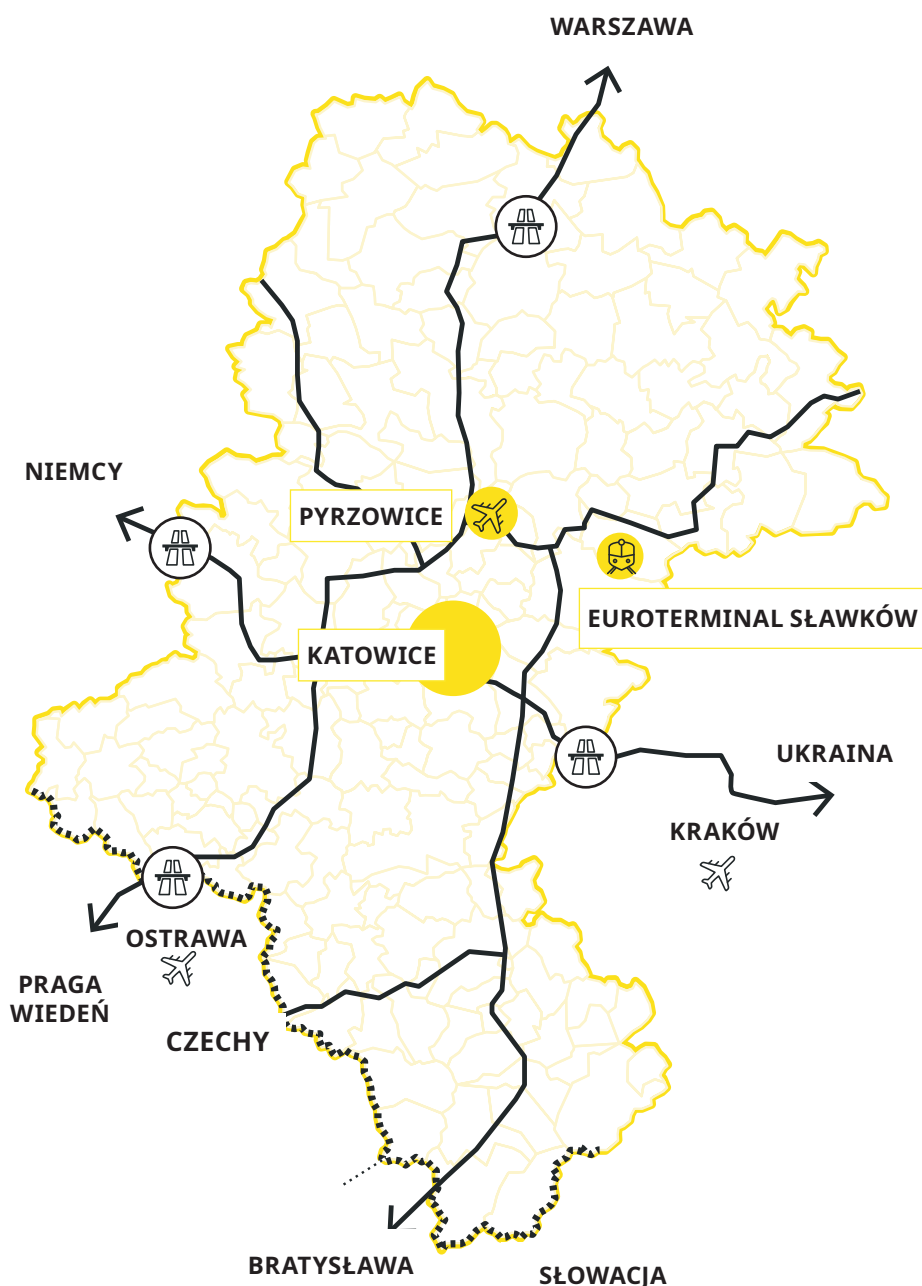 WARSZAWA
NIEMCY
PYRZOWICE
EUROTERMINAL SŁAWKÓW
KATOWICE
UKRAINA
KRAKÓW
OSTRAWA
PRAGA
WIEDEŃ
CZECHY
BRATYSŁAWA
SŁOWACJA